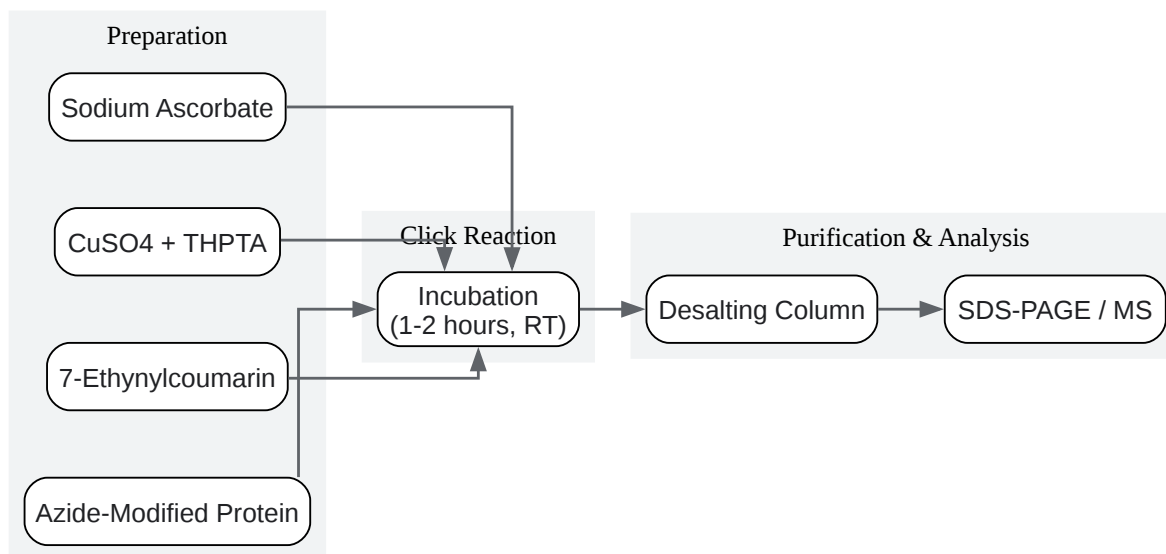 Preparation
Sodium Ascorbate
CuSO4 + THPTA
7-Ethynylcoumarin
Azide-Modified Protein
Click Reaction
Incubation
(1-2 hours, RT)
Purification & Analysis
Desalting Column
SDS-PAGE / MS